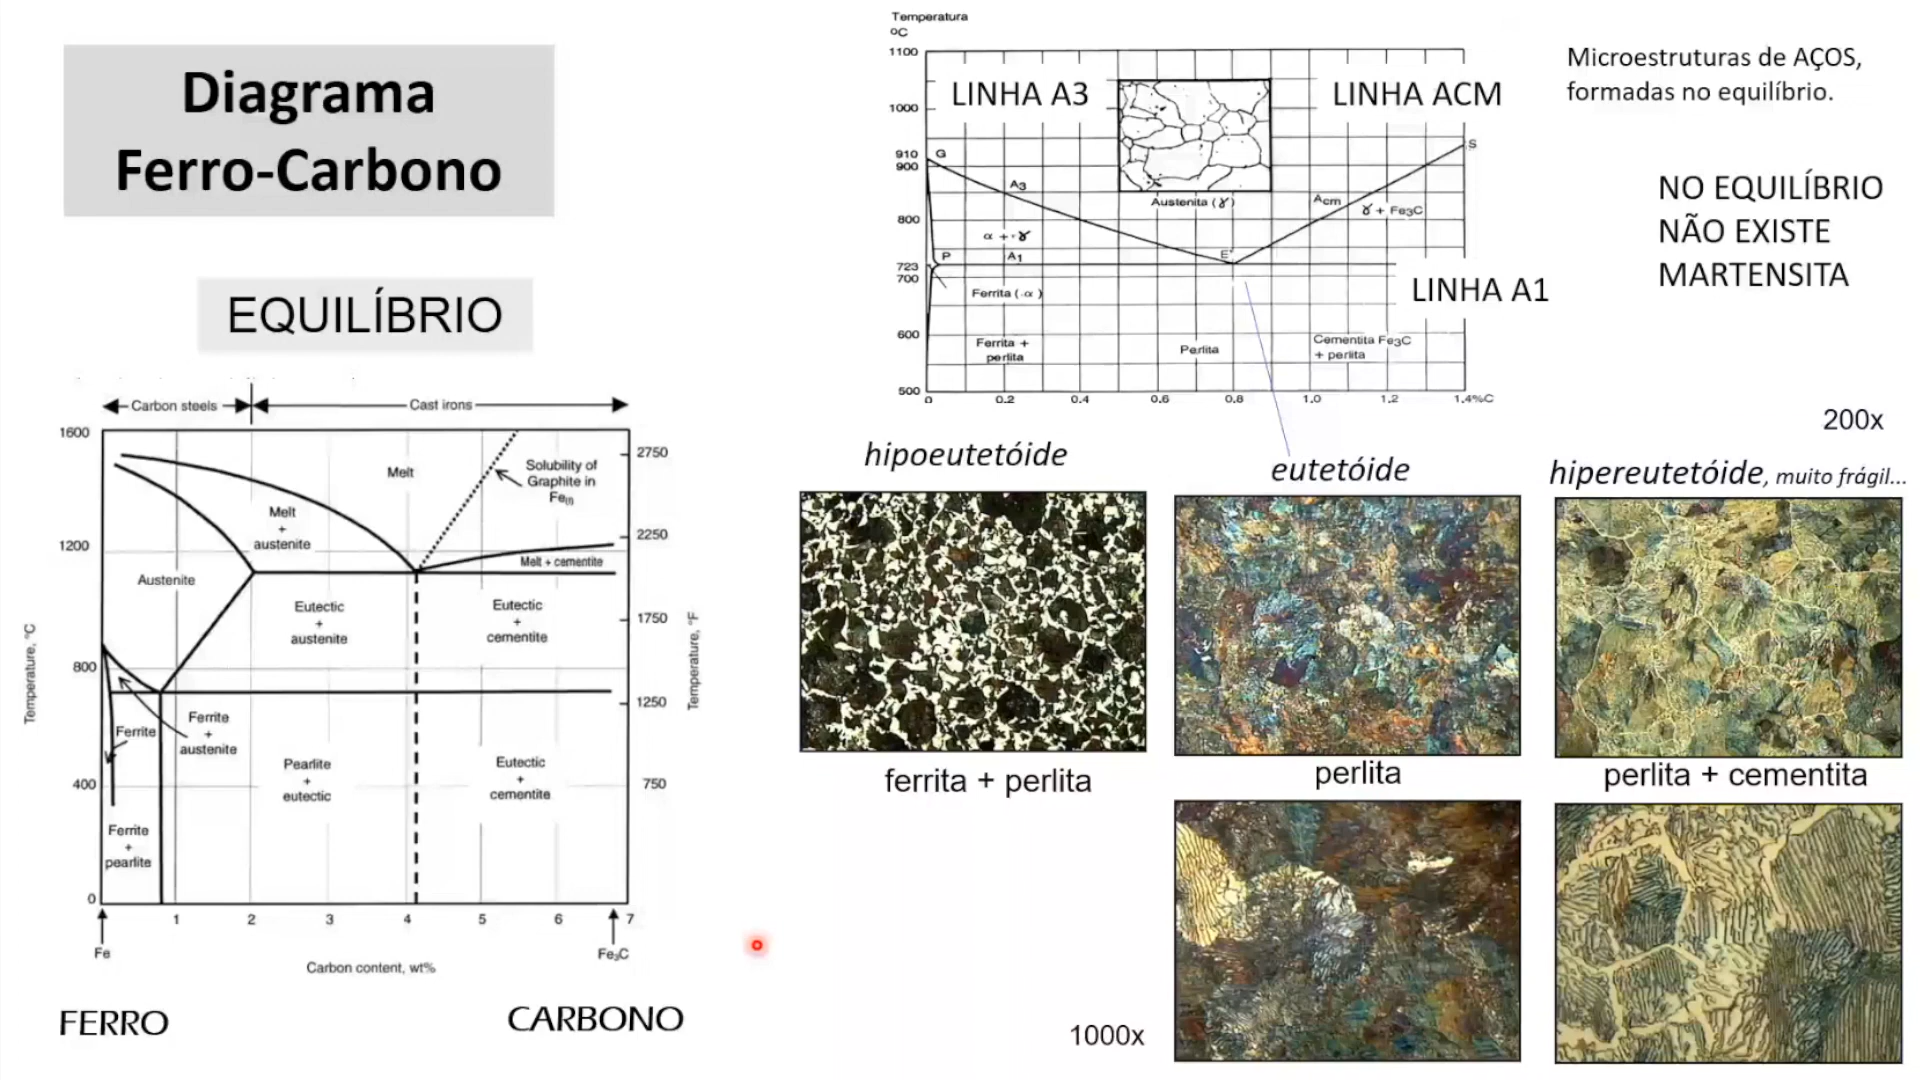 Diagrama
Ferro-Carbono
EQUILÍBRIO
Carbon steels
Cast irons
1600
1200
800
400
0
2750
2250
1750
1250
750
Temperature, °C
Temperature, °F
Melt
Solubility of
Graphite in
Fe(l)
Melt
+
austenite
Melt + cementite
Austenite
Eutectic
+
austenite
Eutectic
+
cementite
Ferrite
Ferrite
+
austenite
Pearlite
+
eutectic
Eutectic
+
cementite
Ferrite
+
pearlite
1 2 3 4 5 6 7
Fe
Fe₃C
Carbon content, wt%
FERRO
CARBONO
Temperatura
ºC
1100
1000
910
900
800
723
700
600
500
0 0.2 0.4 0.6 0.8 1.0 1.2 1.4%C
LINHA A3
LINHA ACM
LINHA A1
G
S
A3
Austenita (γ)
Acm
γ + Fe3C
α + γ
P
A1
E'
Ferrita (α)
Ferrita +
perlita
Perlita
Cementita Fe3C
+ perlita
Microestruturas de AÇOS,
formadas no equilíbrio.
NO EQUILÍBRIO
NÃO EXISTE
MARTENSITA
200x
hipoeutetóide
eutetóide
hipereutetóide, muito frágil...
ferrita + perlita
perlita
perlita + cementita
1000x